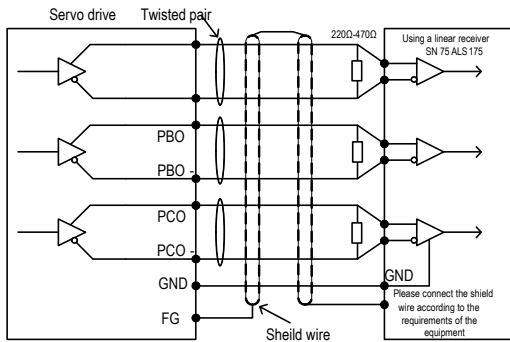 Servo drive
Twisted pair
220Ω-470Ω
Using a linear receiver
SN 75 ALS 175
PBO
PBO -
PCO
PCO -
GND
GND
FG
Sheild wire
Please connect the shield
wire according to the
requirements of the
equipment